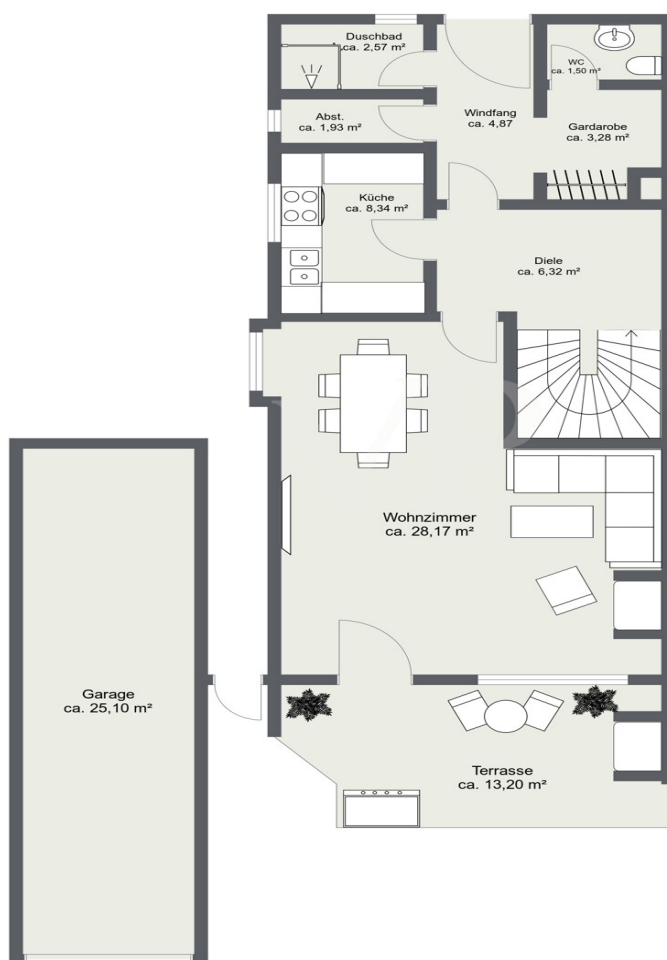 Duschbad
ca. 2,57 m²
WC
ca. 1,50 m²
Abst.
ca. 1,93 m²
Windfang
ca. 4,87
Gardarobe
ca. 3,28 m²
Küche
ca. 8,34 m²
Diele
ca. 6,32 m²
Wohnzimmer
ca. 28,17 m²
Garage
ca. 25,10 m²
Terrasse
ca. 13,20 m²